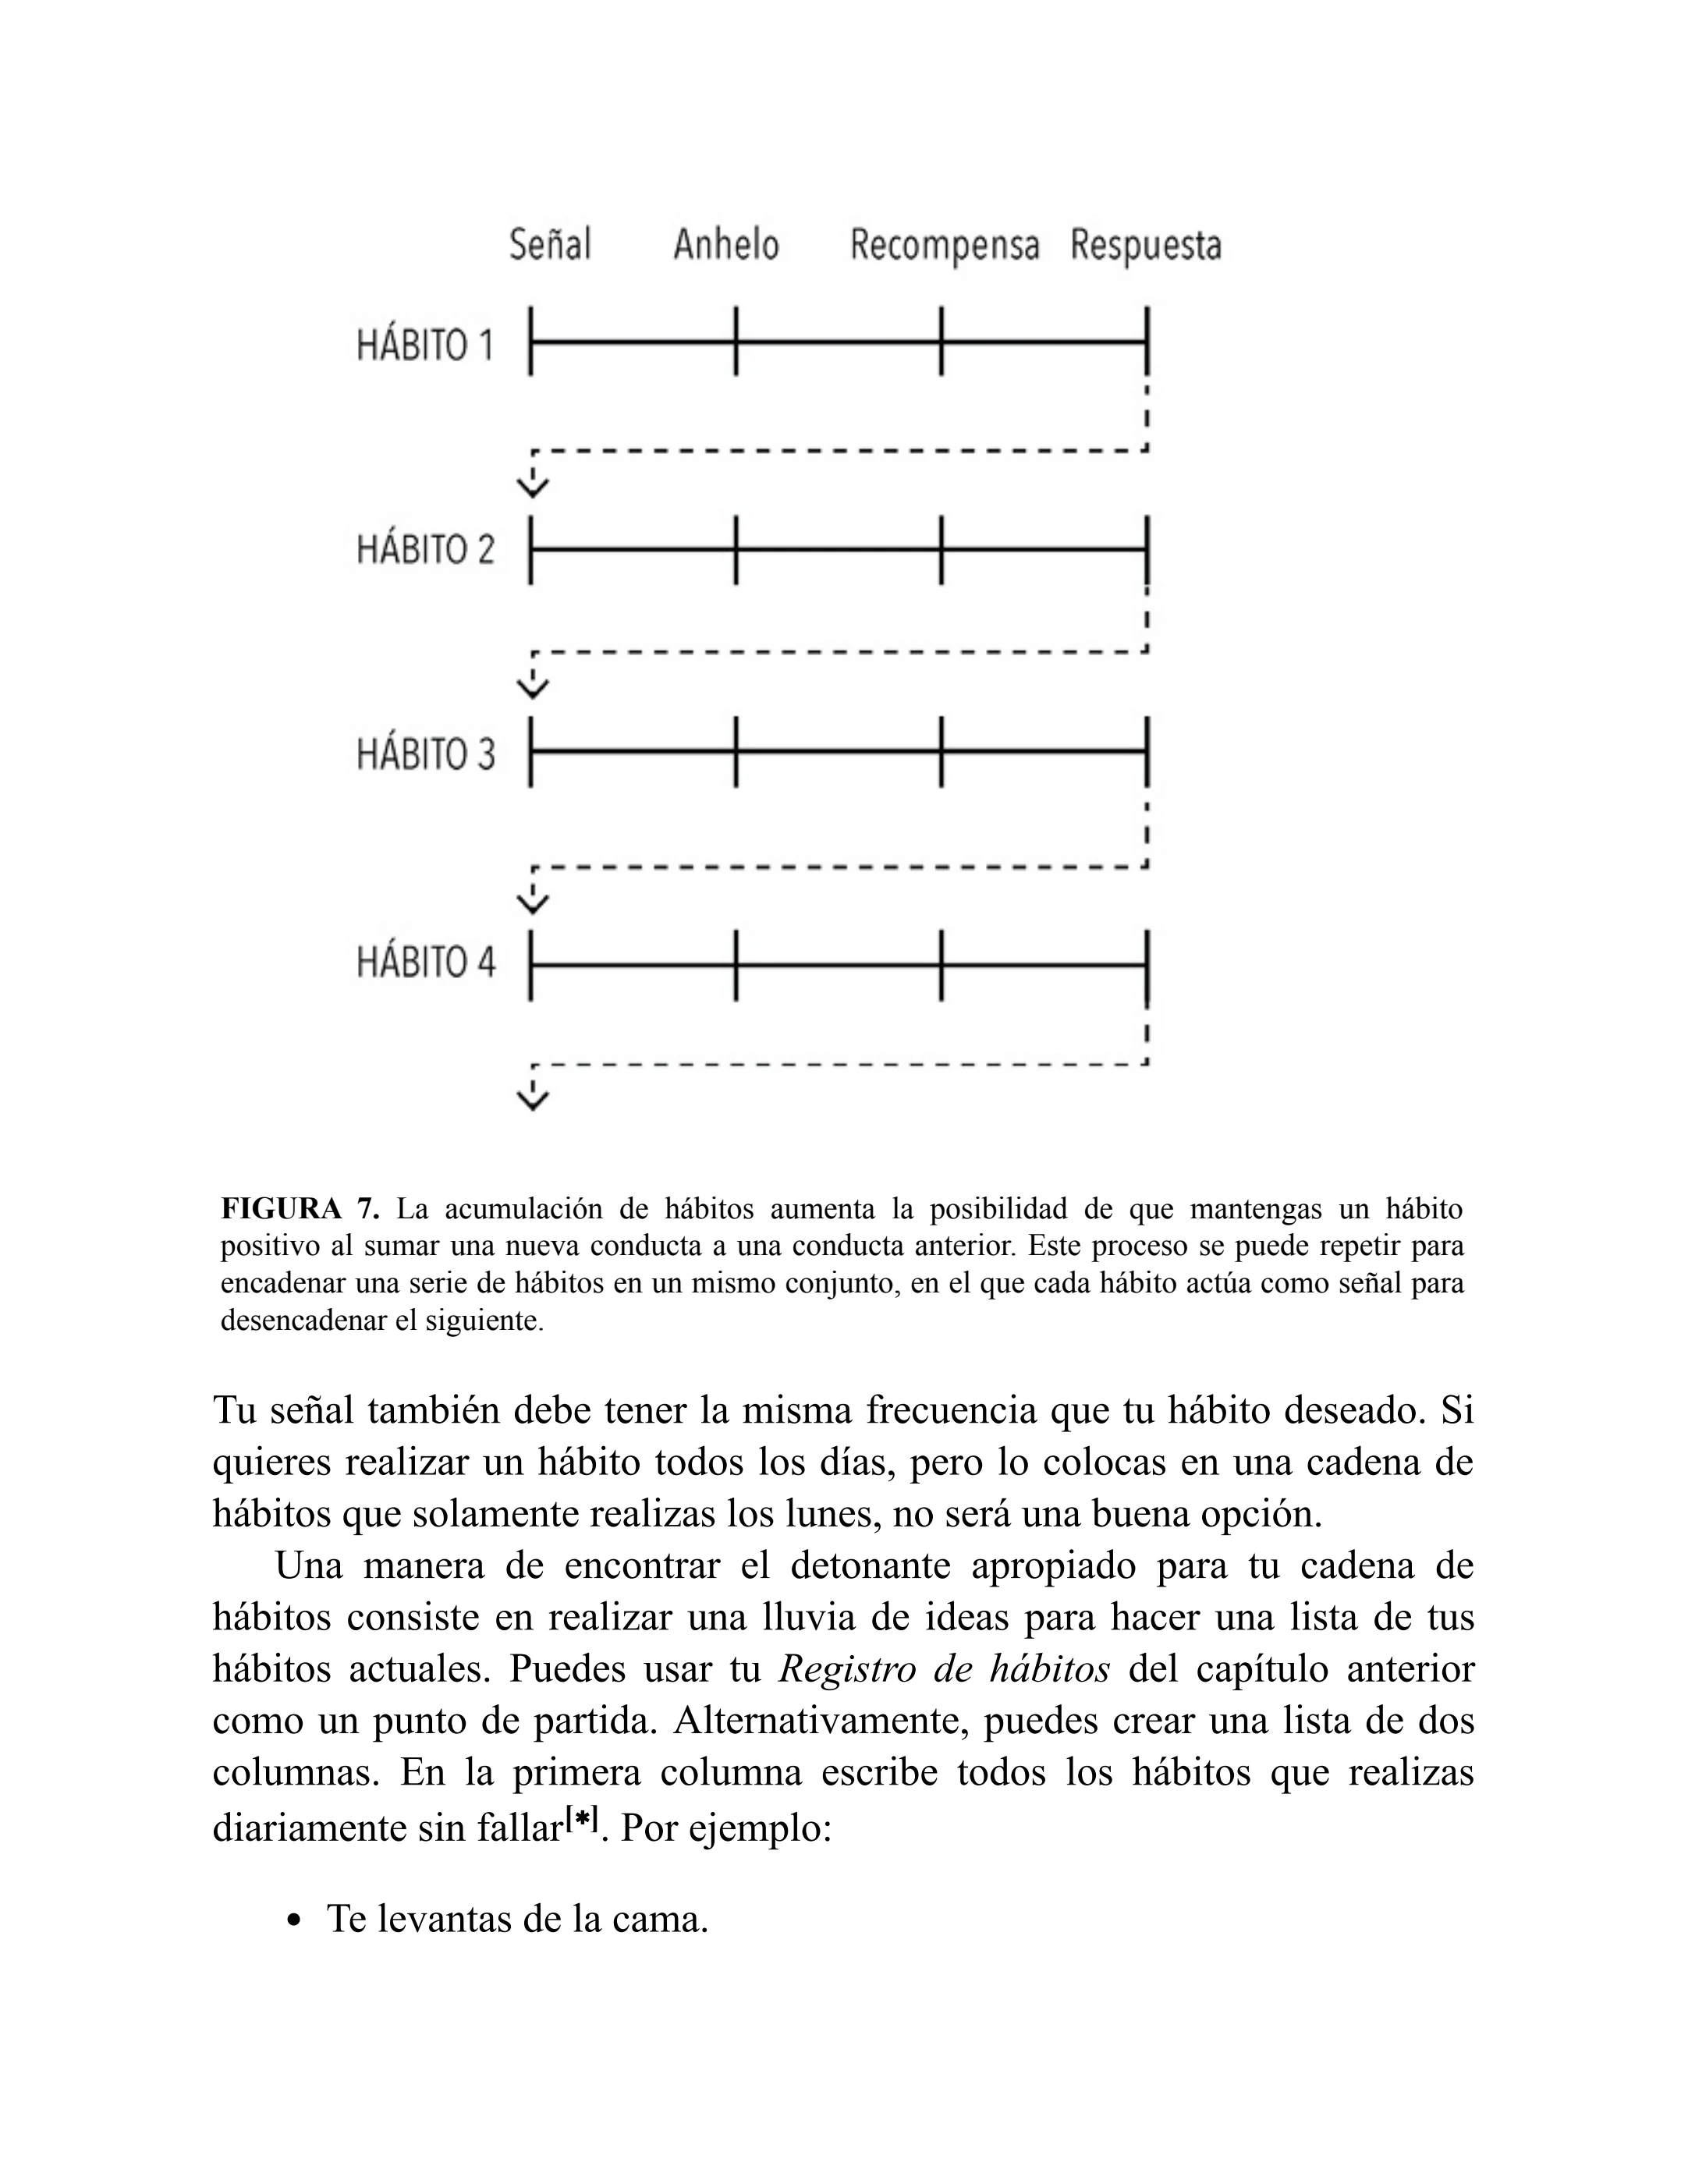 Señal Anhelo Recompensa Respuesta
HÁBITO 1
HÁBITO 2
HÁBITO 3
HÁBITO 4
FIGURA 7. La acumulación de hábitos aumenta la posibilidad de que mantengas un hábito
positivo al sumar una nueva conducta a una conducta anterior. Este proceso se puede repetir para
encadenar una serie de hábitos en un mismo conjunto, en el que cada hábito actúa como señal para
desencadenar el siguiente.
Tu señal también debe tener la misma frecuencia que tu hábito deseado. Si
quieres realizar un hábito todos los días, pero lo colocas en una cadena de
hábitos que solamente realizas los lunes, no será una buena opción.
Una manera de encontrar el detonante apropiado para tu cadena de
hábitos consiste en realizar una lluvia de ideas para hacer una lista de tus
hábitos actuales. Puedes usar tu Registro de hábitos del capítulo anterior
como un punto de partida. Alternativamente, puedes crear una lista de dos
columnas. En la primera columna escribe todos los hábitos que realizas
diariamente sin fallar[*]. Por ejemplo:
• Te levantas de la cama.